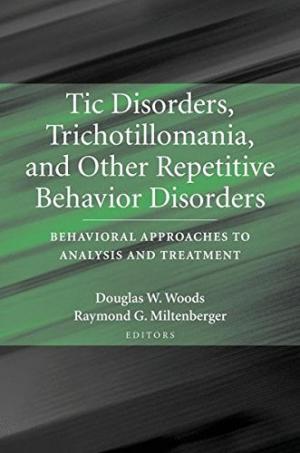 Tic Disorders,
Trichotillomania,
and Other Repetitive
Behavior Disorders
BEHAVIORAL APPROACHES TO
ANALYSIS AND TREATMENT
Douglas W. Woods
Raymond G. Miltenberger
EDITORS